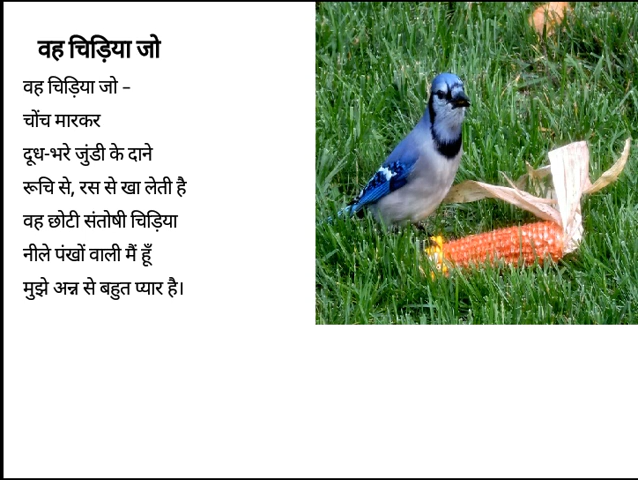 वह चिड़िया जो
वह चिड़िया जो -
चोंच मारकर
दूध-भरे जुंडी के दाने
रूचि से, रस से खा लेती है
वह छोटी संतोषी चिड़िया
नीले पंखों वाली मैं हूँ
मुझे अन्न से बहुत प्यार है।